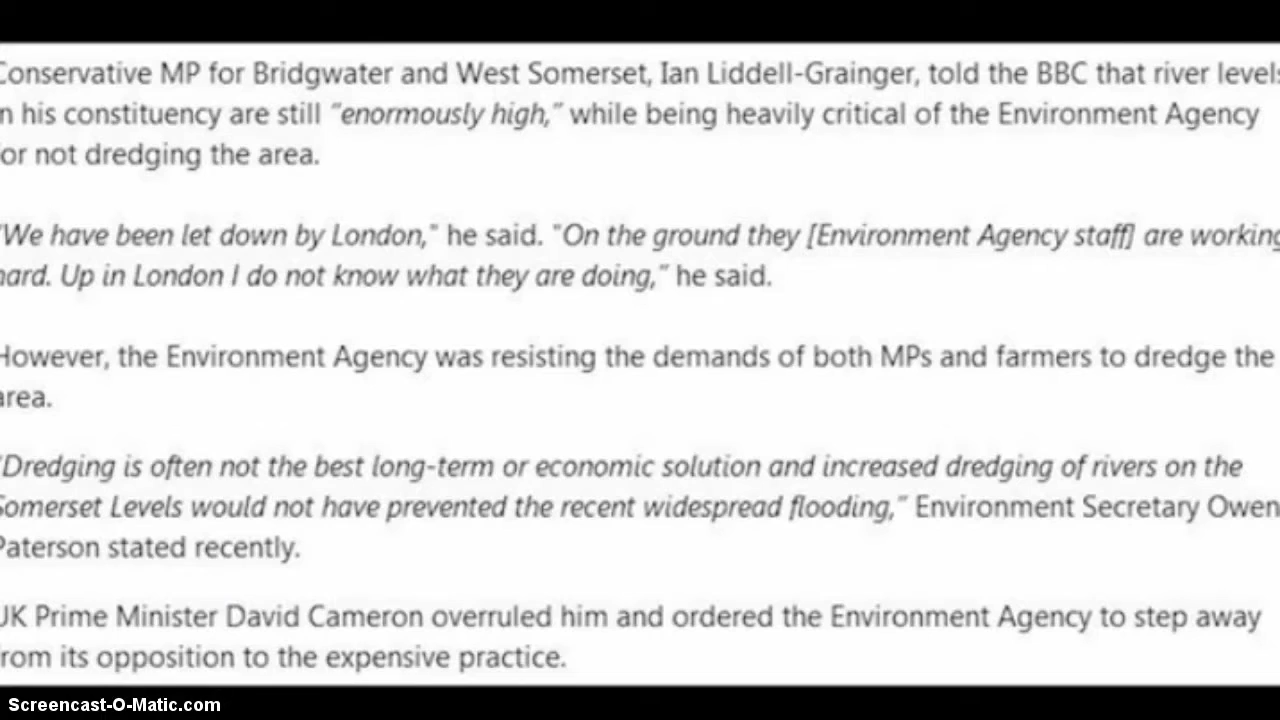 Conservative MP for Bridgwater and West Somerset, Ian Liddell-Grainger, told the BBC that river levels
n his constituency are still “enormously high,” while being heavily critical of the Environment Agency
or not dredging the area.
"We have been let down by London," he said. "On the ground they [Environment Agency staff] are working
hard. Up in London I do not know what they are doing,” he said.
However, the Environment Agency was resisting the demands of both MPs and farmers to dredge the
area.
“Dredging is often not the best long-term or economic solution and increased dredging of rivers on the
Somerset Levels would not have prevented the recent widespread flooding,” Environment Secretary Owen
Paterson stated recently.
UK Prime Minister David Cameron overruled him and ordered the Environment Agency to step away
rom its opposition to the expensive practice.
Screencast-O-Matic.com